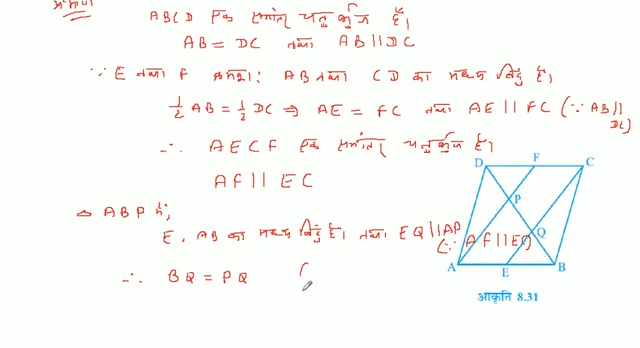 प्रमाण
ABCD एक समांतर चतुर्भुज है।
AB = DC तथा AB || DC
∵ E तथा F क्रमशः AB तथा CD का मध्य बिंदु है।
1/2 AB = 1/2 DC ⇒ AE = FC तथा AE || FC (∵ AB || DC)
∴ AECF एक समांतर चतुर्भुज है।
AF || EC
△ ABP में,
E, AB का मध्य बिंदु है। तथा EQ || AP
(∵ AF || EC)
∴ BQ = PQ (
D F C
P
Q
A E B
आकृति 8.31